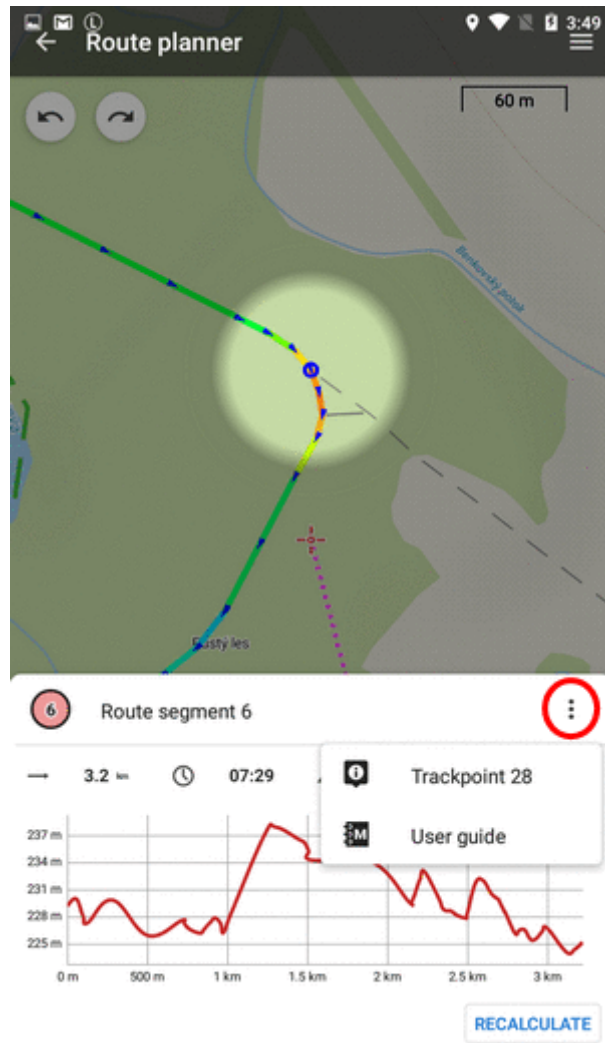 3:49
Route planner
60 m
Benkovský potok
Pustý les
6 Route segment 6
3.2 km 07:29
Trackpoint 28
User guide
237 m
234 m
231 m
228 m
225 m
0 m 500 m 1 km 1.5 km 2 km 2.5 km 3 km
RECALCULATE